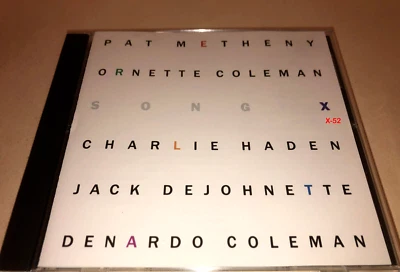 PAT METHENY
ORNETTE COLEMAN
SONG X
X-52
CHARLIE HADEN
JACK DEJOHNETTE
DENARDO COLEMAN